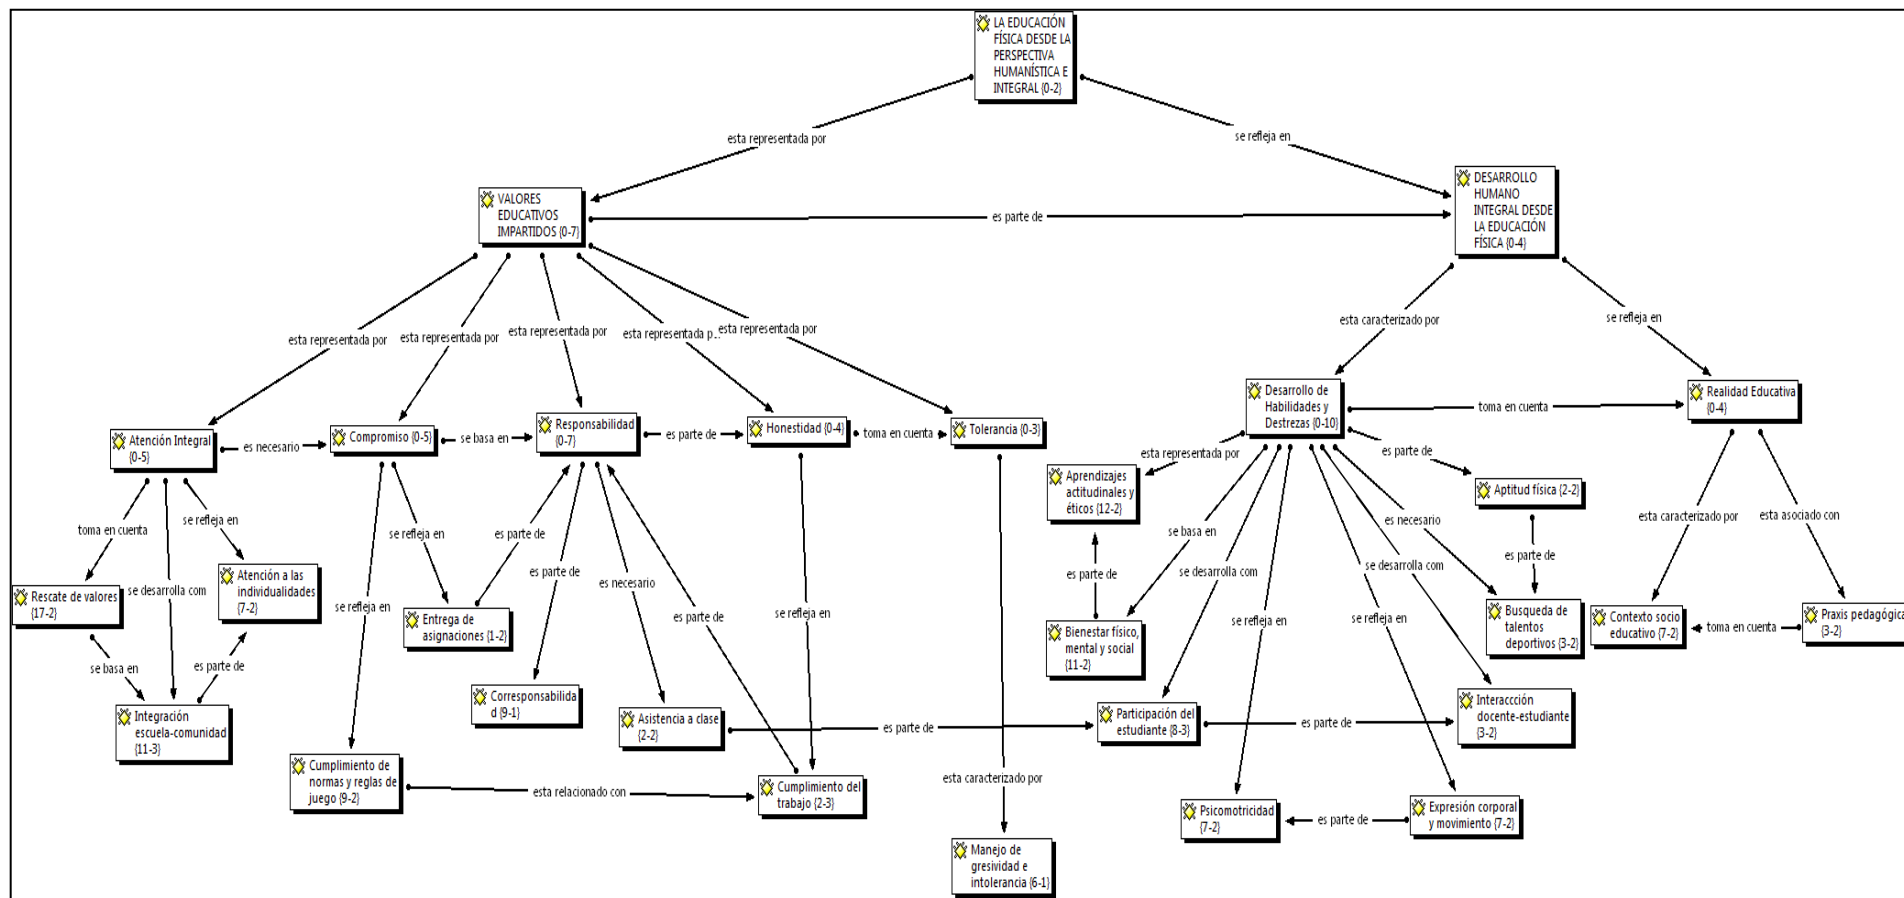 LA EDUCACIÓN
FÍSICA DESDE LA
PERSPECTIVA
HUMANÍSTICA E
INTEGRAL {0-2}
esta representada por
se refleja en
VALORES
EDUCATIVOS
IMPARTIDOS {0-7}
es parte de
DESARROLLO
HUMANO
INTEGRAL DESDE
LA EDUCACIÓN
FÍSICA {0-4}
esta representada por
esta representada por
esta representada por
esta representada p...
esta representada por
esta caracterizado por
se refleja en
Atención Integral
{0-5}
es necesario
Compromiso {0-5}
se basa en
Responsabilidad
{0-7}
es parte de
Honestidad {0-4}
toma en cuenta
Tolerancia {0-3}
Desarrollo de
Habilidades y
Destrezas {0-10}
toma en cuenta
Realidad Educativa
{0-4}
esta representada por
es parte de
Aprendizajes
actitudinales y
éticos {12-2}
Aptitud física {2-2}
toma en cuenta
se refleja en
se refleja en
es parte de
se basa en
es necesario
esta caracterizado por
esta asociado con
es parte de
se desarrolla com
se desarrolla com
es parte de
es parte de
es necesario
Rescate de valores
{17-2}
se desarrolla com
Atención a las
individualidades
{7-2}
se refleja en
Entrega de
asignaciones {1-2}
es parte de
se refleja en
Bienestar físico,
mental y social
{11-2}
se refleja en
se refleja en
Busqueda de
talentos
deportivos {3-2}
Contexto socio
educativo {7-2}
toma en cuenta
Praxis pedagógica
{3-2}
se basa en
es parte de
Integración
escuela-comunidad
{11-3}
Corresponsabilida
d {9-1}
Asistencia a clase
{2-2}
es parte de
Participación del
estudiante {8-3}
es parte de
Interaccción
docente-estudiante
{3-2}
Cumplimiento de
normas y reglas de
juego {9-2}
esta relacionado con
Cumplimiento del
trabajo {2-3}
esta caracterizado por
Psicomotricidad
{7-2}
es parte de
Expresión corporal
y movimiento {7-2}
Manejo de
gresividad e
intolerancia {6-1}